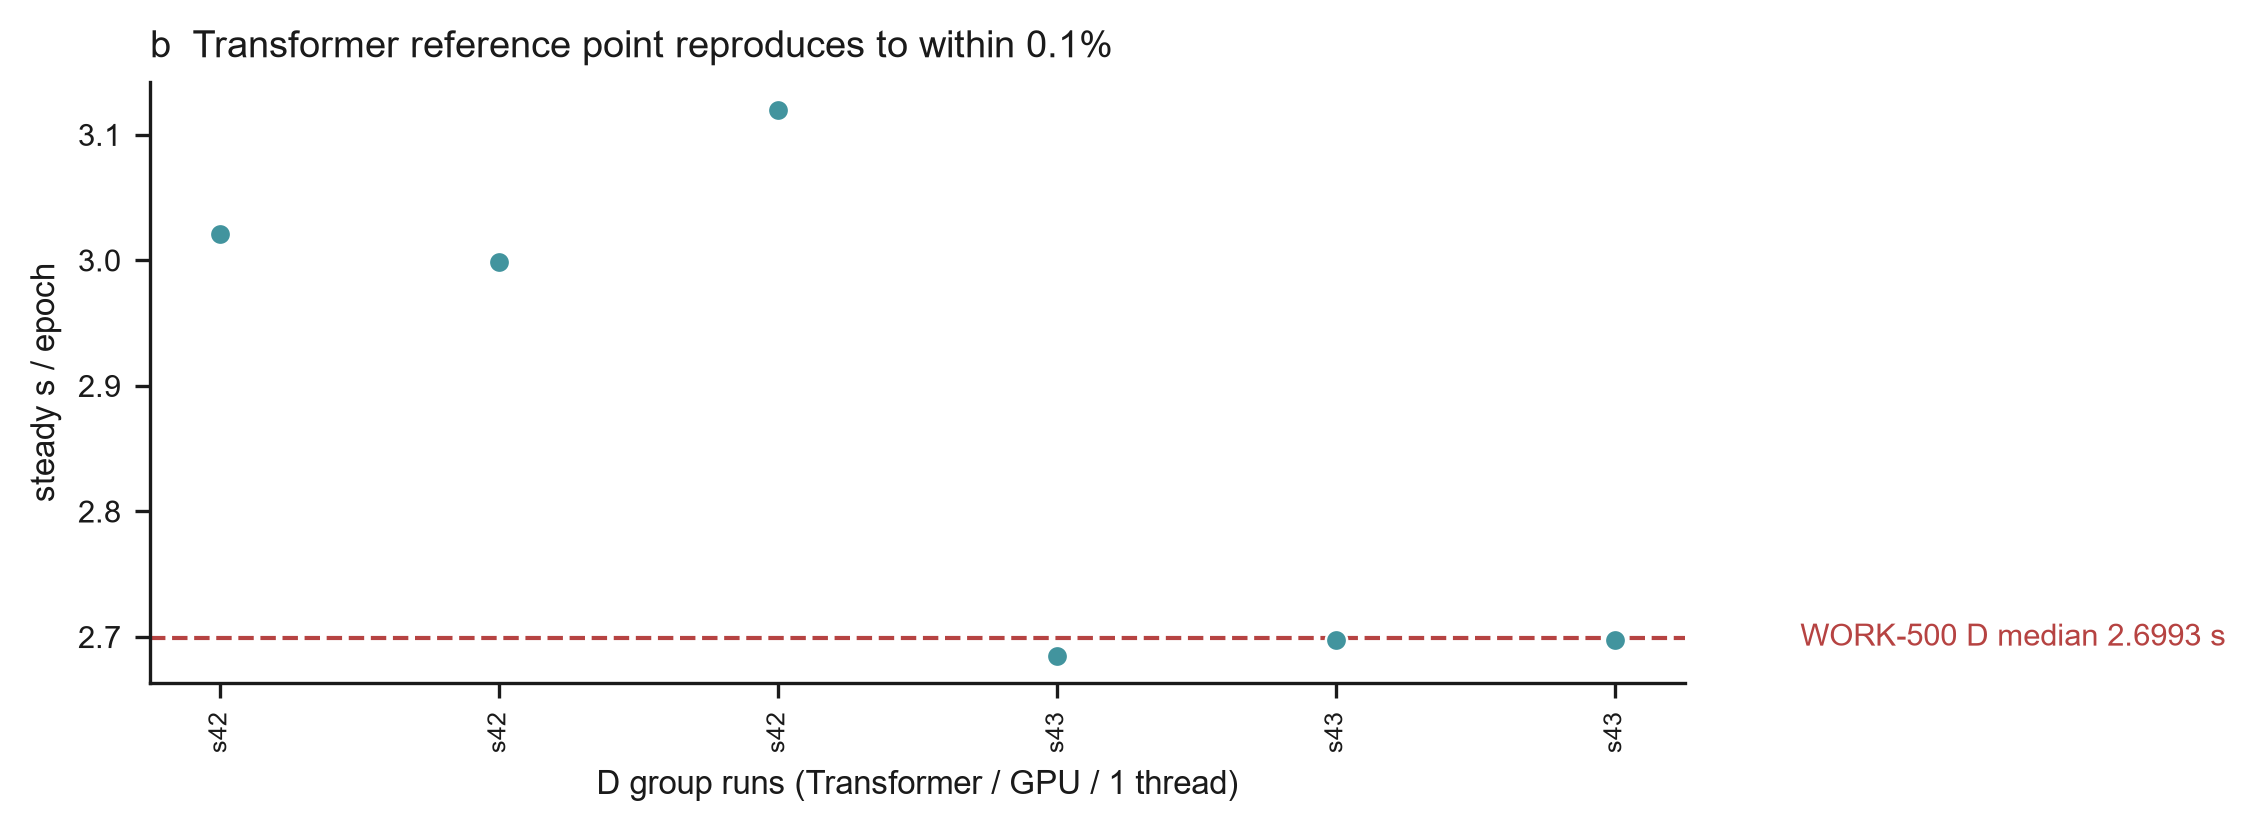 b Transformer reference point reproduces to within 0.1%
steady s / epoch
3.1
3.0
2.9
2.8
2.7
WORK-500 D median 2.6993 s
s42
s42
s42
s43
s43
s43
D group runs (Transformer / GPU / 1 thread)